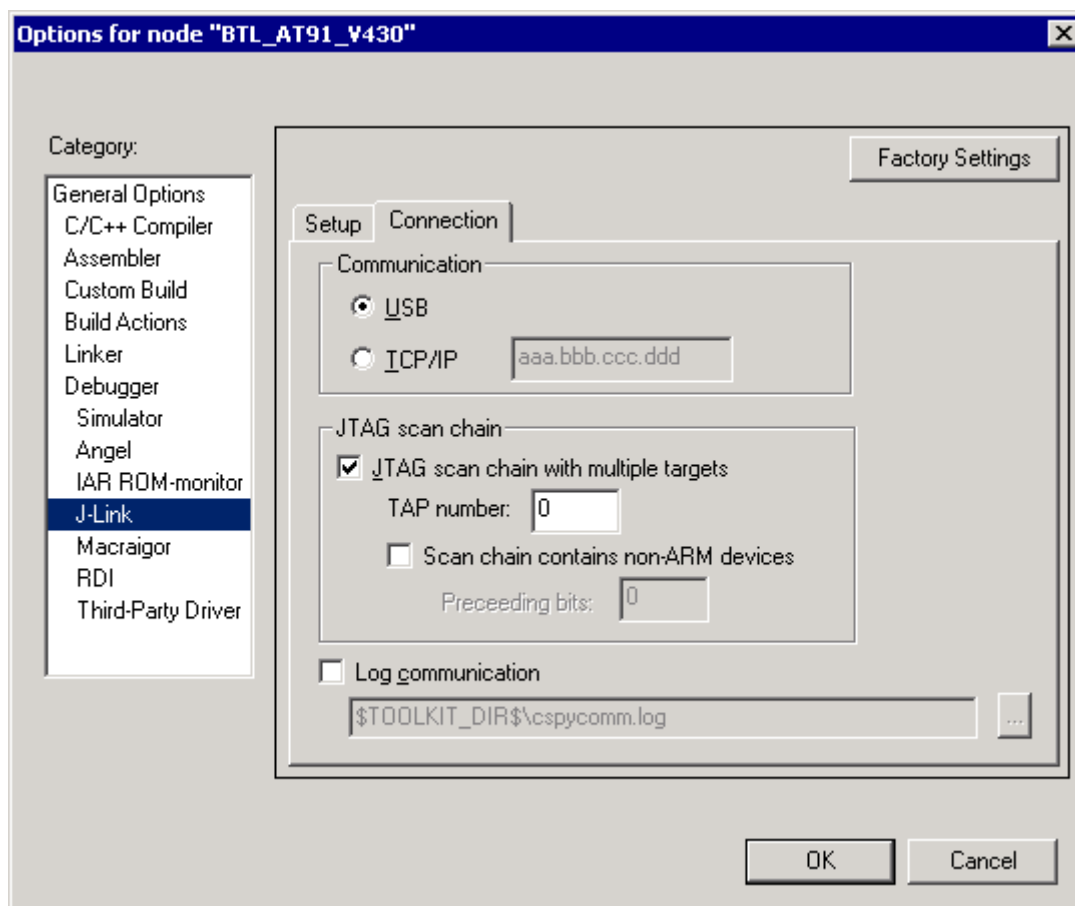 Options for node "BTL_AT91_V430"
Category:
General Options
C/C++ Compiler
Assembler
Custom Build
Build Actions
Linker
Debugger
Simulator
Angel
IAR ROM-monitor
J-Link
Macraigor
RDI
Third-Party Driver
Factory Settings
Setup Connection
Communication
USB
TCP/IP aaa.bbb.ccc.ddd
JTAG scan chain
JTAG scan chain with multiple targets
TAP number: 0
Scan chain contains non-ARM devices
Preceeding bits: 0
Log communication
$TOOLKIT_DIR$\cspycomm.log ...
OK Cancel